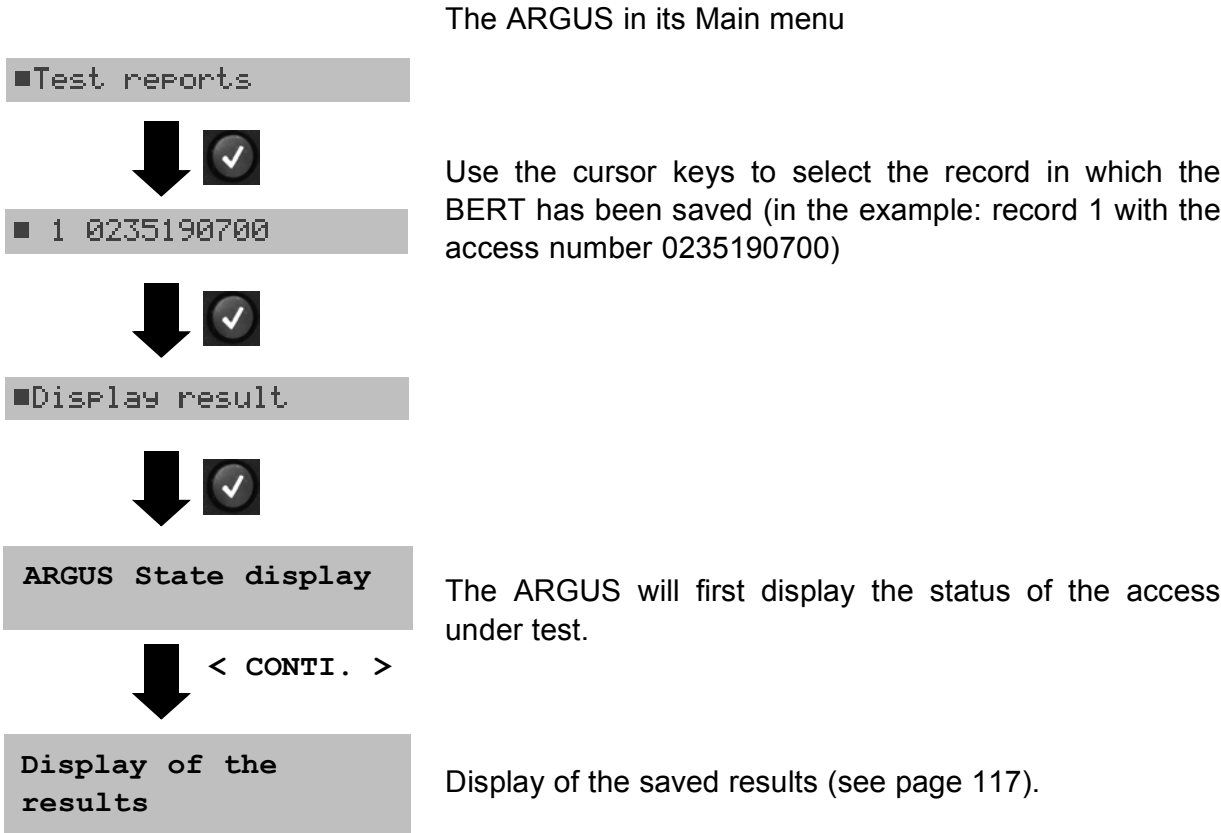 The ARGUS in its Main menu
■Test reports
Use the cursor keys to select the record in which the
BERT has been saved (in the example: record 1 with the
access number 0235190700)
■ 1 0235190700
■Display result
ARGUS State display
The ARGUS will first display the status of the access
under test.
< CONTI. >
Display of the
results
Display of the saved results (see page 117).